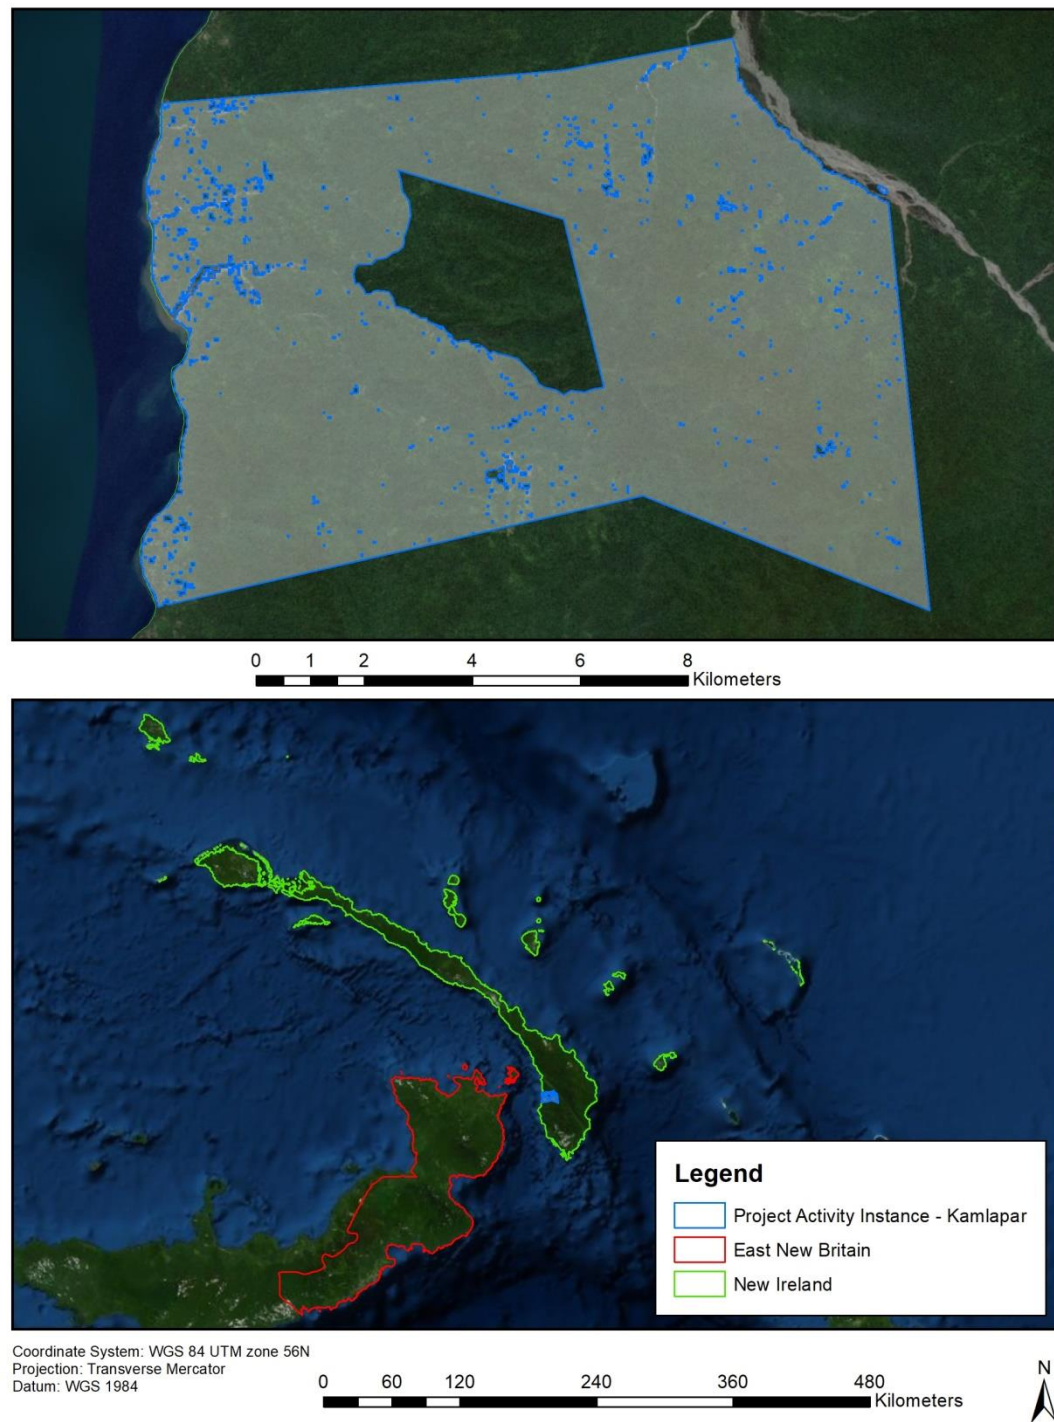 0 1 2 4 6 8
Kilometers
Legend
Project Activity Instance - Kamlapar
East New Britain
New Ireland
Coordinate System: WGS 84 UTM zone 56N
Projection: Transverse Mercator
Datum: WGS 1984
0 60 120 240 360 480
Kilometers
N